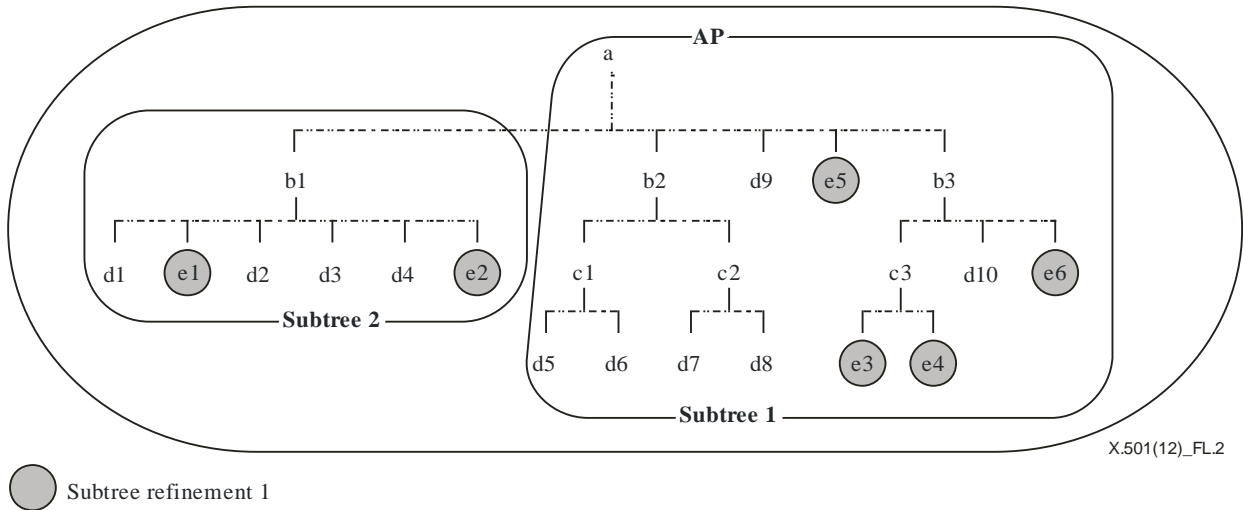 AP
a
b1 b2 d9 e5 b3
d1 e1 d2 d3 d4 e2 c1 c2 c3 d10 e6
Subtree 2
d5 d6 d7 d8 e3 e4
Subtree 1
X.501(12)_FL.2
Subtree refinement 1